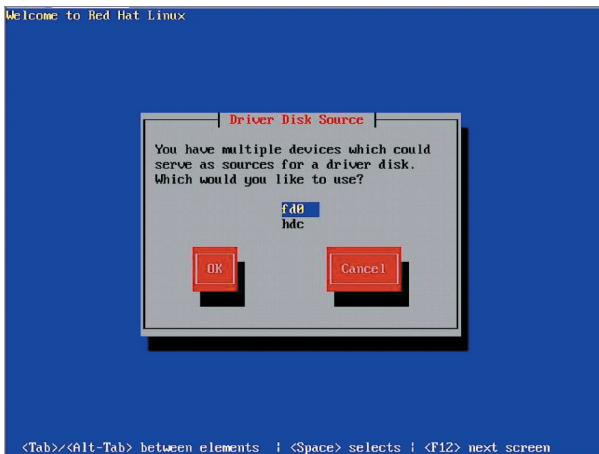 Welcome to Red Hat Linux
Driver Disk Source
You have multiple devices which could
serve as sources for a driver disk.
Which would you like to use?
fd0
hdc
OK Cancel
<Tab>/<Alt-Tab> between elements | <Space> selects | <F12> next screen